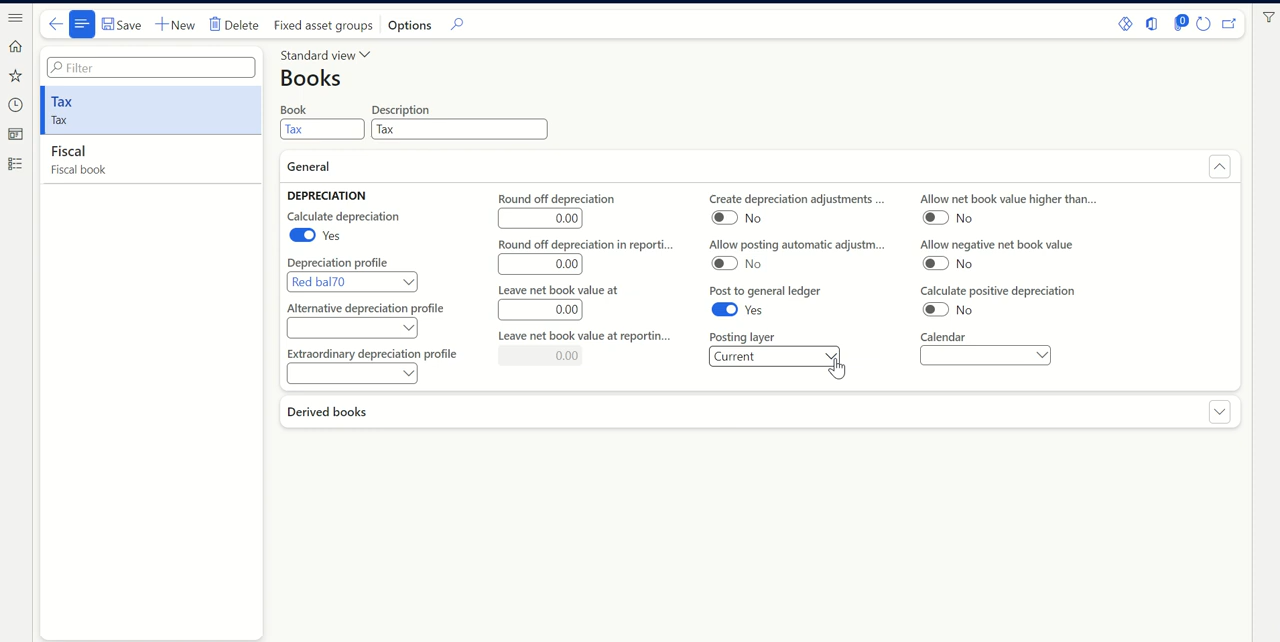 Save
New
Delete
Fixed asset groups
Options
0
Filter
Tax
Tax
Fiscal
Fiscal book
Standard view
Books
Book
Description
Tax
Tax
General
DEPRECIATION
Calculate depreciation
Yes
Depreciation profile
Red bal70
Alternative depreciation profile
Extraordinary depreciation profile
Round off depreciation
0.00
Round off depreciation in reporti...
0.00
Leave net book value at
0.00
Leave net book value at reportin...
0.00
Create depreciation adjustments ...
No
Allow posting automatic adjustm...
No
Post to general ledger
Yes
Posting layer
Current
Allow net book value higher than...
No
Allow negative net book value
No
Calculate positive depreciation
No
Calendar
Derived books